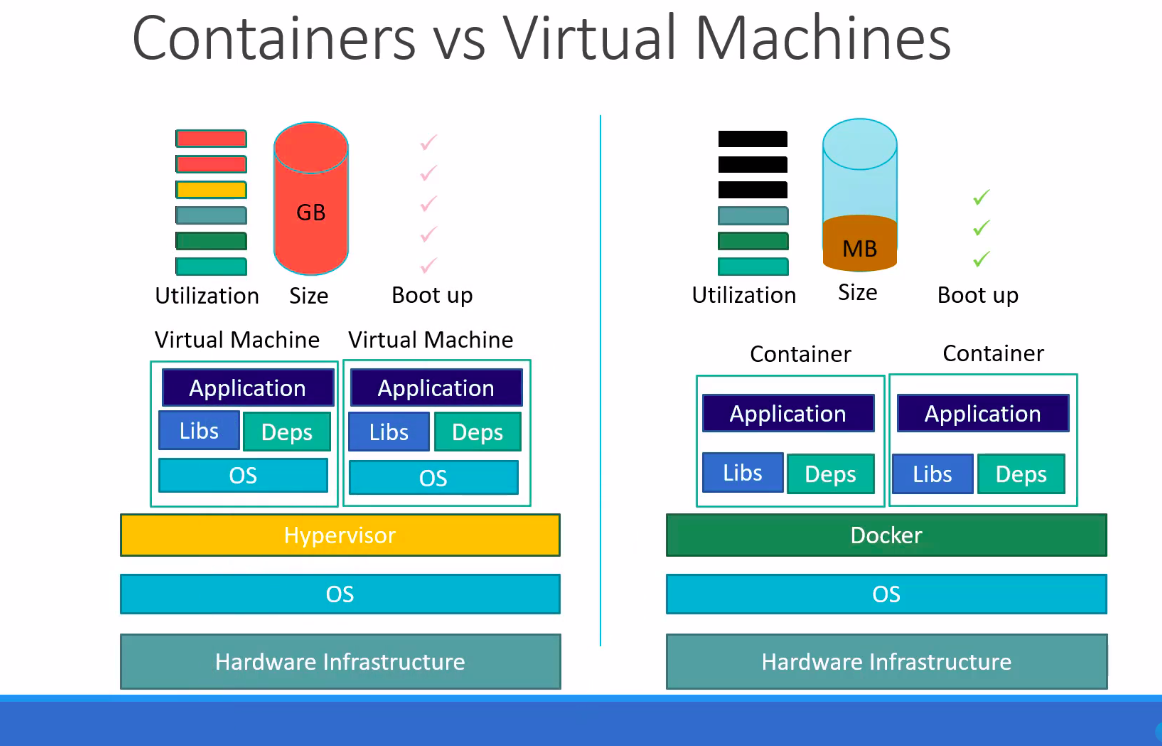 Containers vs Virtual Machines
GB
Utilization
Size
Boot up
Virtual Machine
Virtual Machine
Application
Libs
Deps
OS
Application
Libs
Deps
OS
Hypervisor
OS
Hardware Infrastructure
MB
Utilization
Size
Boot up
Container
Container
Application
Libs
Deps
Application
Libs
Deps
Docker
OS
Hardware Infrastructure